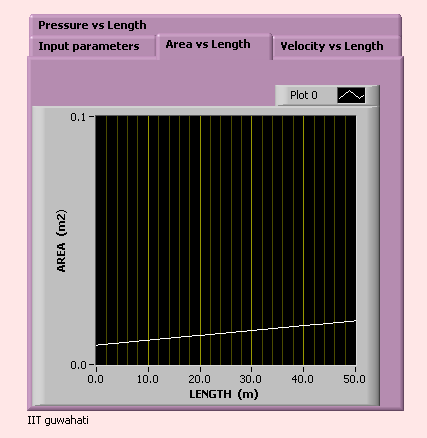 Pressure vs Length
Input parameters
Area vs Length
Velocity vs Length
Plot 0
0.1
AREA (m2)
0.0
0.0 10.0 20.0 30.0 40.0 50.0
LENGTH (m)
IIT guwahati